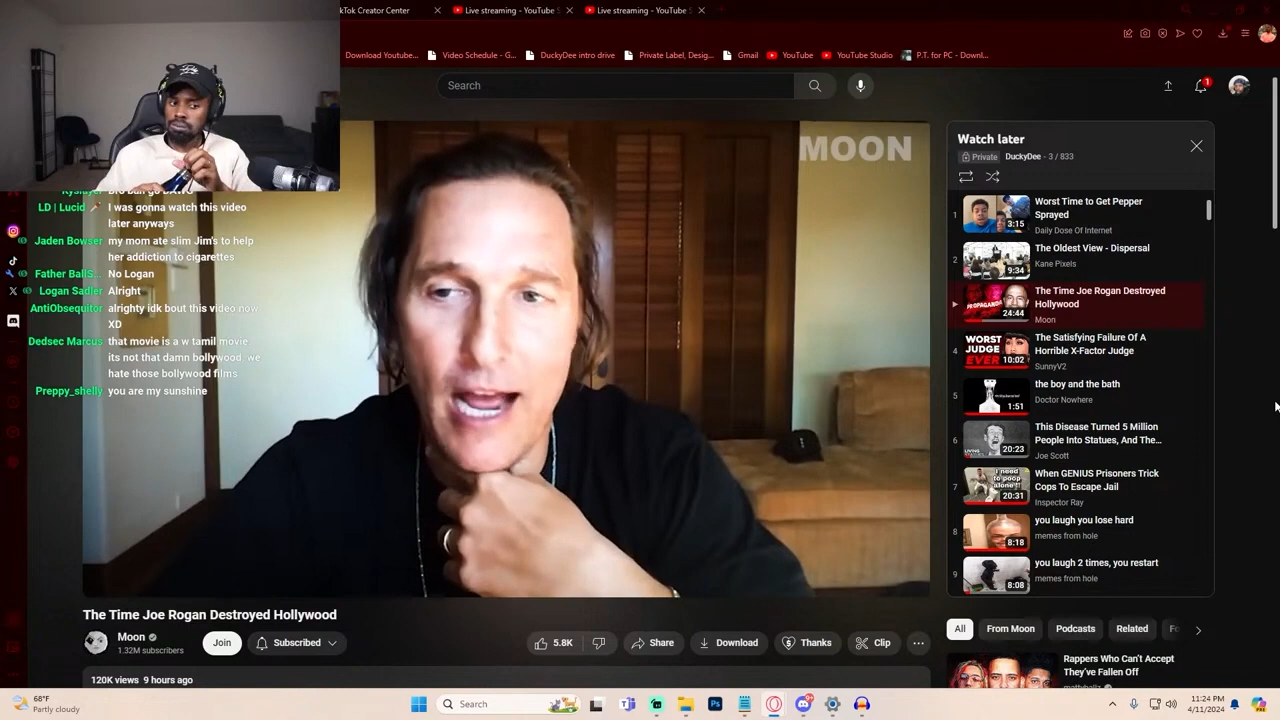 kTok Creator Center
Live streaming - YouTube S
Live streaming - YouTube S
Download Youtube...
Video Schedule - G...
DuckyDee intro drive
Private Label, Desig...
Gmail
YouTube
YouTube Studio
P.T. for PC - Downl...
Search
1
MOON
LD | Lucid I was gonna watch this video
later anyways
Jaden Bowser my mom ate slim Jim's to help
her addiction to cigarettes
Father BallS... No Logan
Logan Sadler Alright
AntiObsequitor alrighty idk bout this video now
XD
Dedsec Marcus that movie is a w tamil movie
its not that damn bollywood, we
hate those bollywood films
Preppy_shelly you are my sunshine
Watch later
Private DuckyDee - 3 / 833
1
3:15
Worst Time to Get Pepper
Sprayed
Daily Dose Of Internet
2
9:34
The Oldest View - Dispersal
Kane Pixels
PROPAGANDA
24:44
The Time Joe Rogan Destroyed
Hollywood
Moon
4
WORST
JUDGE
EVER
10:02
The Satisfying Failure Of A
Horrible X-Factor Judge
SunnyV2
5
1:51
the boy and the bath
Doctor Nowhere
6
LIVING
20:23
This Disease Turned 5 Million
People Into Statues, And The...
Joe Scott
7
I need
to poop
alone!!
20:31
When GENIUS Prisoners Trick
Cops To Escape Jail
Inspector Ray
8
8:18
you laugh you lose hard
memes from hole
9
8:08
you laugh 2 times, you restart
memes from hole
The Time Joe Rogan Destroyed Hollywood
Moon
1.32M subscribers
Join
Subscribed
5.8K
Share
Download
Thanks
Clip
120K views 9 hours ago
All
From Moon
Podcasts
Related
Rappers Who Can't Accept
They've Fallen Off
68°F
Partly cloudy
Search
11:24 PM
4/11/2024